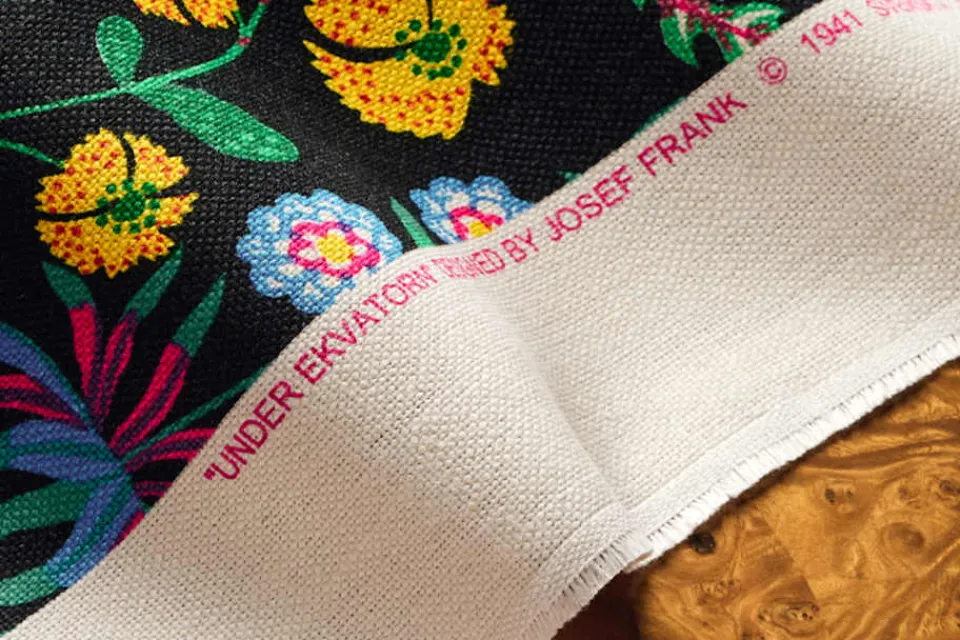 "UNDER EKVATORN" DESIGNED BY JOSEF FRANK © 1941